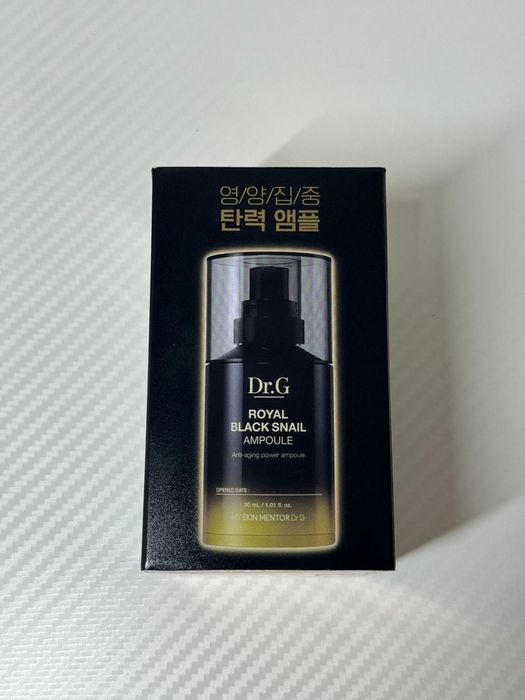 영/양/집/중
탄력 앰플
Dr.G
ROYAL
BLACK SNAIL
AMPOULE
Anti-aging power ampoule
OPENED DATE :
30 mL / 1.01 fl. oz.
MY SKIN MENTOR Dr.G